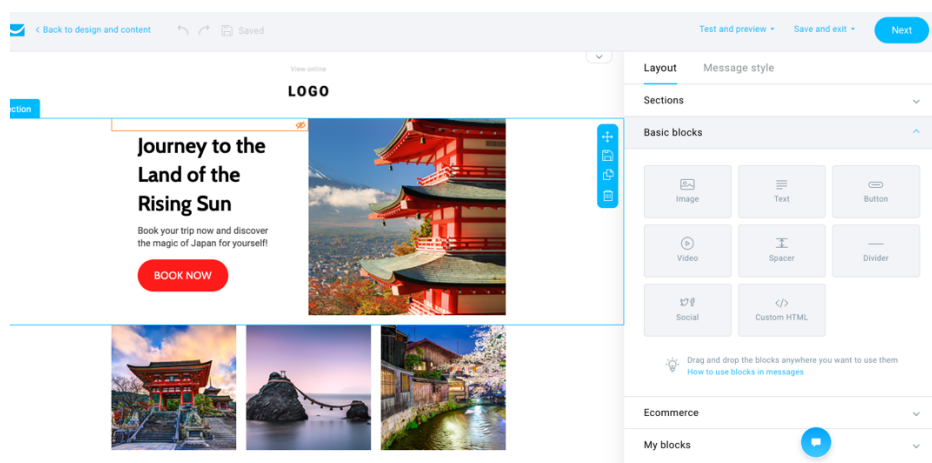 < Back to design and content
Saved
Test and preview
Save and exit
Next
View online
LOGO
ection
Journey to the
Land of the
Rising Sun
Book your trip now and discover
the magic of Japan for yourself!
BOOK NOW
Layout
Message style
Sections
Basic blocks
Image
Text
Button
Video
Spacer
Divider
Social
</>
Custom HTML
Drag and drop the blocks anywhere you want to use them
How to use blocks in messages
Ecommerce
My blocks